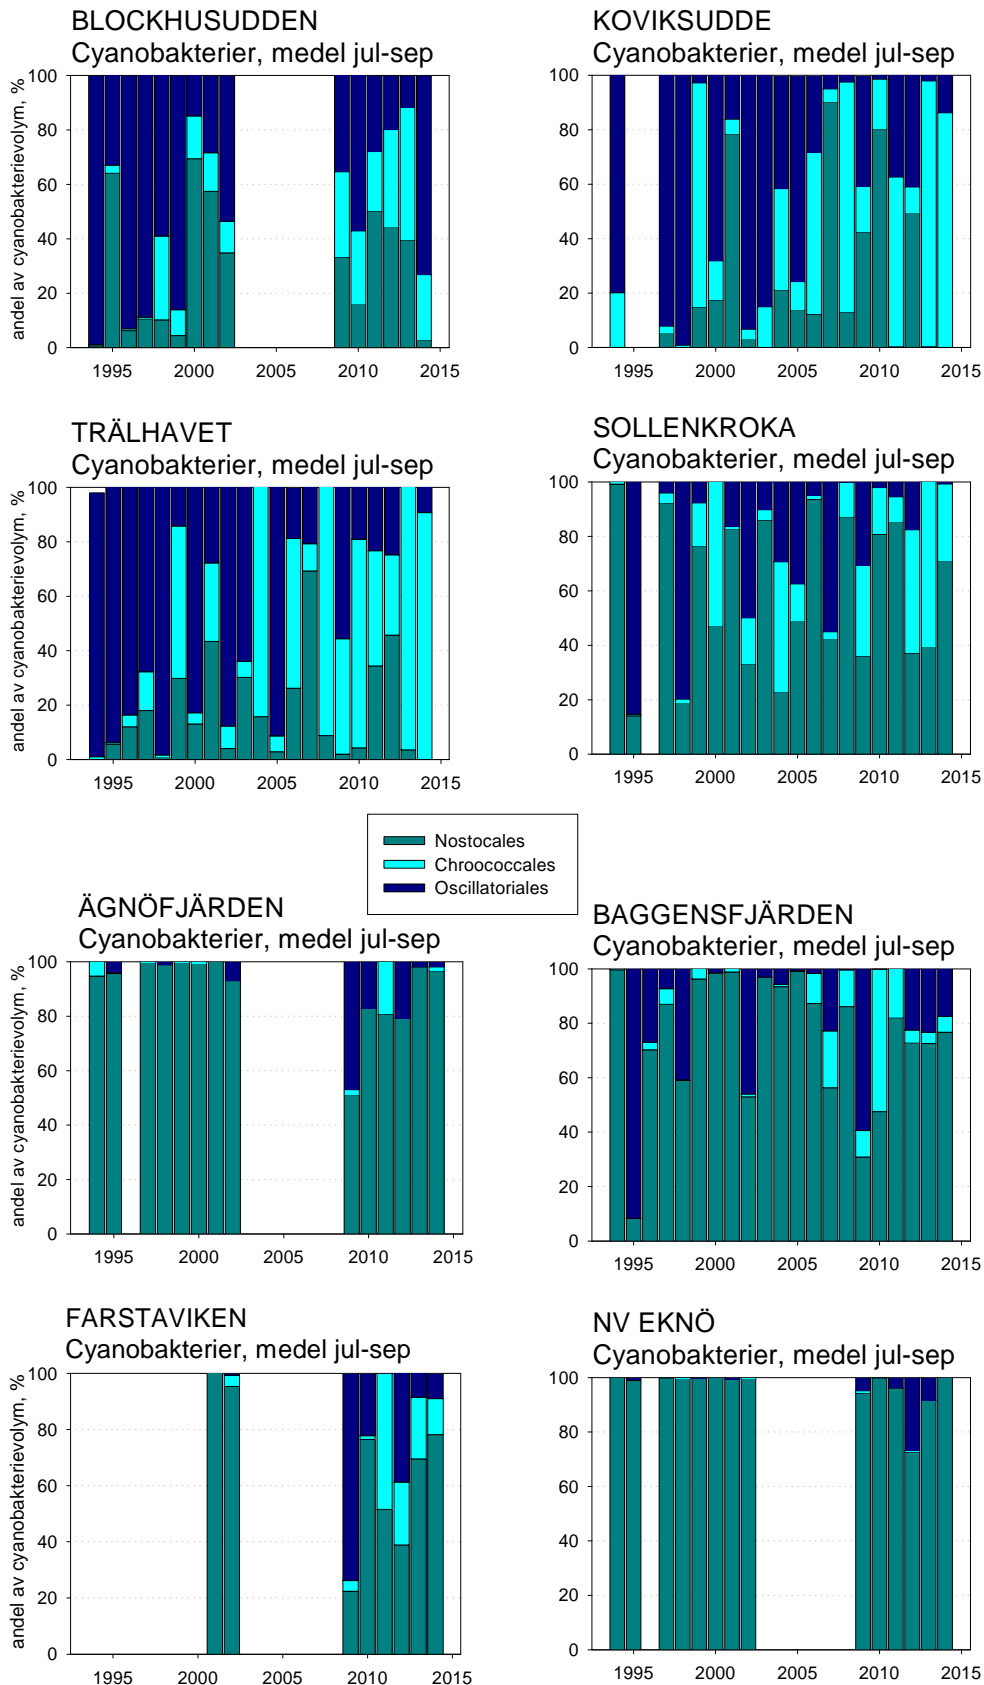 BLOCKHUSUDDEN
Cyanobakterier, medel jul-sep
andel av cyanobakterievolym, %
100
80
60
40
20
0
1995 2000 2005 2010 2015
KOVIKSUDDE
Cyanobakterier, medel jul-sep
100
80
60
40
20
0
1995 2000 2005 2010 2015
TRÄLHAVET
Cyanobakterier, medel jul-sep
andel av cyanobakterievolym, %
100
80
60
40
20
0
1995 2000 2005 2010 2015
SOLLENKROKA
Cyanobakterier, medel jul-sep
100
80
60
40
20
0
1995 2000 2005 2010 2015
Nostocales
Chroococcales
Oscillatoriales
ÄGNÖFJÄRDEN
Cyanobakterier, medel jul-sep
andel av cyanobakterievolym, %
100
80
60
40
20
0
1995 2000 2005 2010 2015
BAGGENSFJÄRDEN
Cyanobakterier, medel jul-sep
100
80
60
40
20
0
1995 2000 2005 2010 2015
FARSTAVIKEN
Cyanobakterier, medel jul-sep
andel av cyanobakterievolym, %
100
80
60
40
20
0
1995 2000 2005 2010 2015
NV EKNÖ
Cyanobakterier, medel jul-sep
100
80
60
40
20
0
1995 2000 2005 2010 2015